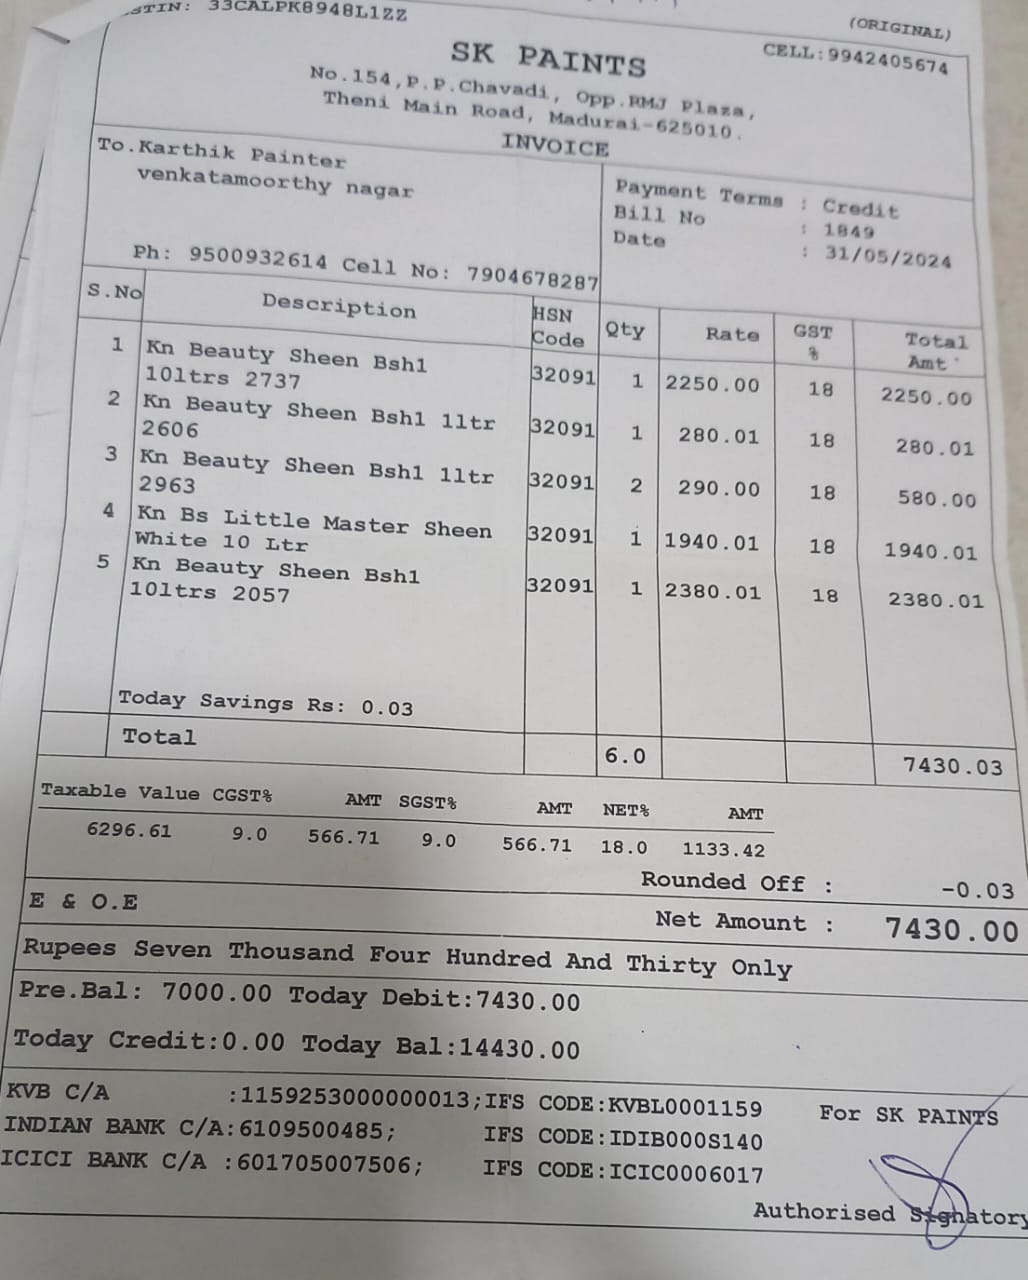 STIN: 33CALPK8948L1ZZ
(ORIGINAL)
CELL:9942405674
SK PAINTS
No.154,P.P.Chavadi, Opp.RMJ Plaza,
Theni Main Road, Madurai-625010.
INVOICE
To.Karthik Painter
venkatamoorthy nagar
Ph: 9500932614 Cell No: 7904678287
Payment Terms : Credit
Bill No : 1849
Date : 31/05/2024
S.No Description HSN Code Qty Rate GST % Total Amt
1 Kn Beauty Sheen Bsh1 32091 1 2250.00 18 2250.00
10ltrs 2737
2 Kn Beauty Sheen Bsh1 1ltr 32091 1 280.01 18 280.01
2606
3 Kn Beauty Sheen Bsh1 1ltr 32091 2 290.00 18 580.00
2963
4 Kn Bs Little Master Sheen 32091 1 1940.01 18 1940.01
White 10 Ltr
5 Kn Beauty Sheen Bsh1 32091 1 2380.01 18 2380.01
10ltrs 2057
Today Savings Rs: 0.03
Total 6.0 7430.03
Taxable Value CGST% AMT SGST% AMT NET% AMT
6296.61 9.0 566.71 9.0 566.71 18.0 1133.42
Rounded Off : -0.03
E & O.E
Net Amount : 7430.00
Rupees Seven Thousand Four Hundred And Thirty Only
Pre.Bal: 7000.00 Today Debit:7430.00
Today Credit:0.00 Today Bal:14430.00
KVB C/A :1159253000000013;IFS CODE:KVBL0001159
INDIAN BANK C/A:6109500485; IFS CODE:IDIB000S140
ICICI BANK C/A :601705007506; IFS CODE:ICIC0006017
For SK PAINTS
Authorised Signatory